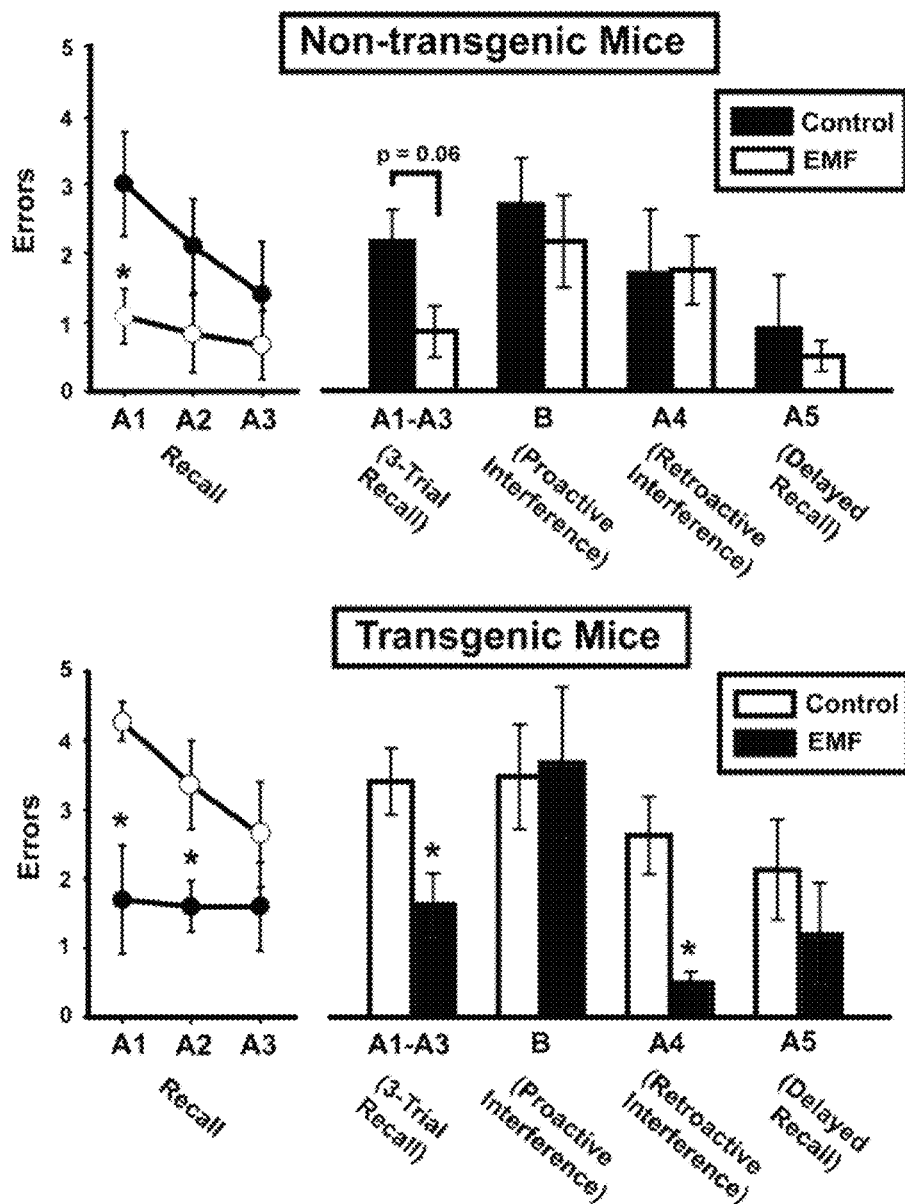 Non-transgenic Mice
Control
EMF
p = 0.06
Errors
5
4
3
2
1
0
*
A1 A2 A3
Recall
A1-A3 B A4 A5
(3-Trial
Recall)
(Proactive
Interference)
(Retroactive
Interference)
(Delayed
Recall)
Transgenic Mice
Control
EMF
Errors
5
4
3
2
1
0
* *
* *
A1 A2 A3
Recall
A1-A3 B A4 A5
(3-Trial
Recall)
(Proactive
Interference)
(Retroactive
Interference)
(Delayed
Recall)